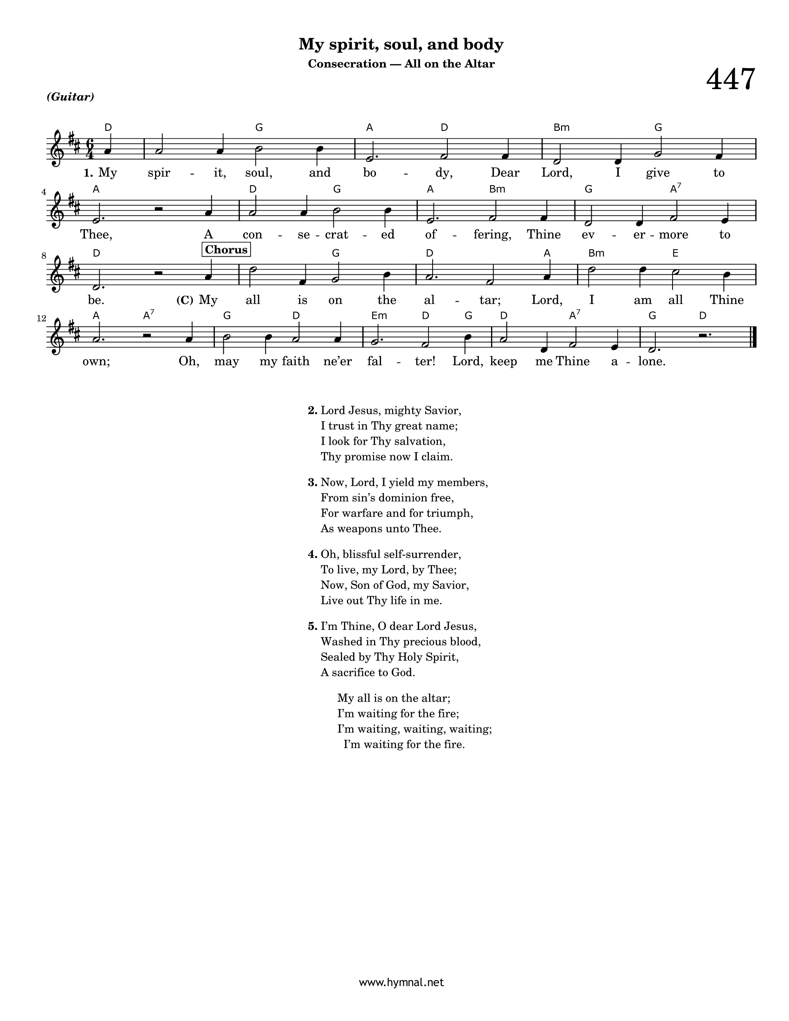 My spirit, soul, and body
Consecration — All on the Altar
447
(Guitar)
D G A D Bm G
1. My spir - it, soul, and bo - dy, Dear Lord, I give to
4 A D G A Bm G A7
Thee, A con - se - crat - ed of - fering, Thine ev - er - more to
Chorus
8 D G D A Bm E
be. (C) My all is on the al - tar; Lord, I am all Thine
12 A A7 G D Em D G D A7 G D
own; Oh, may my faith ne'er fal - ter! Lord, keep me Thine a - lone.
2. Lord Jesus, mighty Savior,
I trust in Thy great name;
I look for Thy salvation,
Thy promise now I claim.
3. Now, Lord, I yield my members,
From sin's dominion free,
For warfare and for triumph,
As weapons unto Thee.
4. Oh, blissful self-surrender,
To live, my Lord, by Thee;
Now, Son of God, my Savior,
Live out Thy life in me.
5. I'm Thine, O dear Lord Jesus,
Washed in Thy precious blood,
Sealed by Thy Holy Spirit,
A sacrifice to God.
My all is on the altar;
I'm waiting for the fire;
I'm waiting, waiting, waiting;
I'm waiting for the fire.
www.hymnal.net